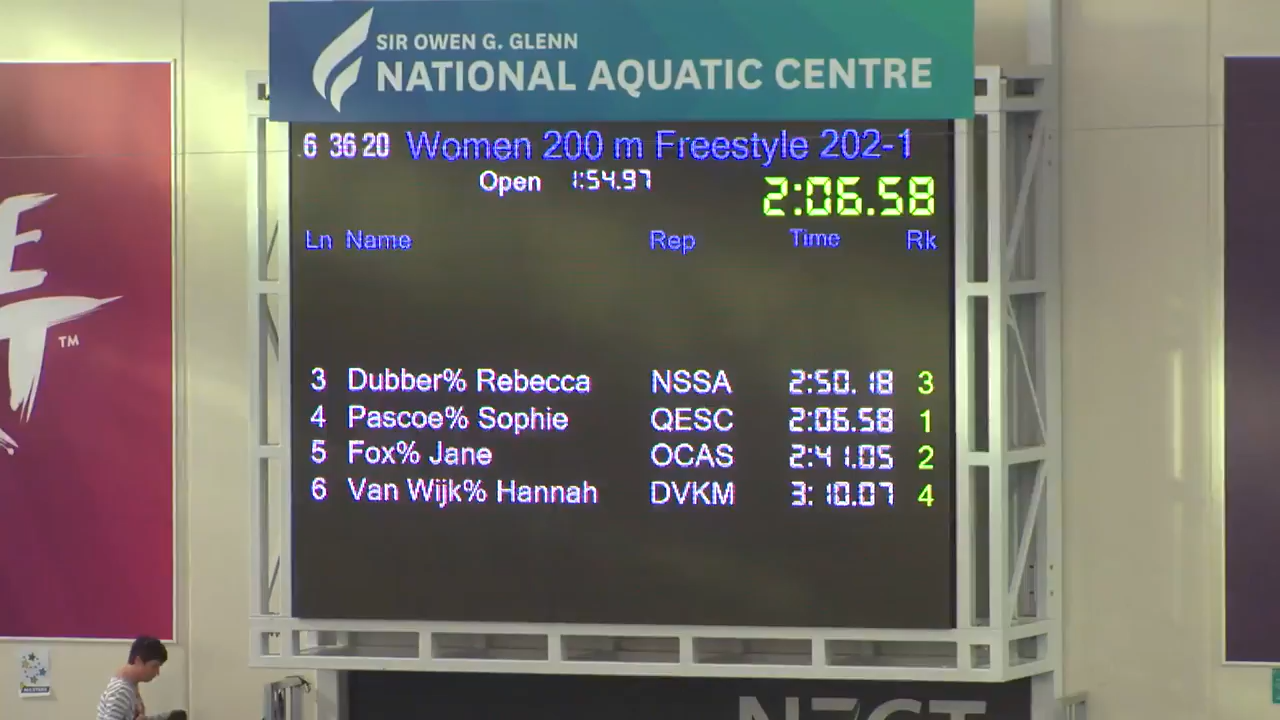 SIR OWEN G. GLENN
NATIONAL AQUATIC CENTRE
6 36 20 Women 200 m Freestyle 202-1
Open 1:54.97 2:06.58
Ln Name Rep Time Rk
3 Dubber% Rebecca NSSA 2:50.18 3
4 Pascoe% Sophie QESC 2:06.58 1
5 Fox% Jane OCAS 2:41.05 2
6 Van Wijk% Hannah DVKM 3:10.07 4
E
T TM